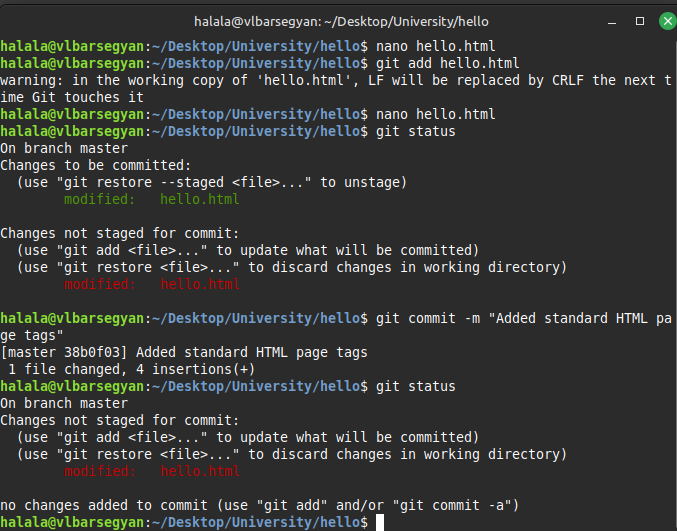 halala@vlbarsegyan: ~/Desktop/University/hello
halala@vlbarsegyan:~/Desktop/University/hello$ nano hello.html
halala@vlbarsegyan:~/Desktop/University/hello$ git add hello.html
warning: in the working copy of 'hello.html', LF will be replaced by CRLF the next t
ime Git touches it
halala@vlbarsegyan:~/Desktop/University/hello$ nano hello.html
halala@vlbarsegyan:~/Desktop/University/hello$ git status
On branch master
Changes to be committed:
  (use "git restore --staged <file>..." to unstage)
        modified:   hello.html

Changes not staged for commit:
  (use "git add <file>..." to update what will be committed)
  (use "git restore <file>..." to discard changes in working directory)
        modified:   hello.html

halala@vlbarsegyan:~/Desktop/University/hello$ git commit -m "Added standard HTML pa
ge tags"
[master 38b0f03] Added standard HTML page tags
 1 file changed, 4 insertions(+)
halala@vlbarsegyan:~/Desktop/University/hello$ git status
On branch master
Changes not staged for commit:
  (use "git add <file>..." to update what will be committed)
  (use "git restore <file>..." to discard changes in working directory)
        modified:   hello.html

no changes added to commit (use "git add" and/or "git commit -a")
halala@vlbarsegyan:~/Desktop/University/hello$